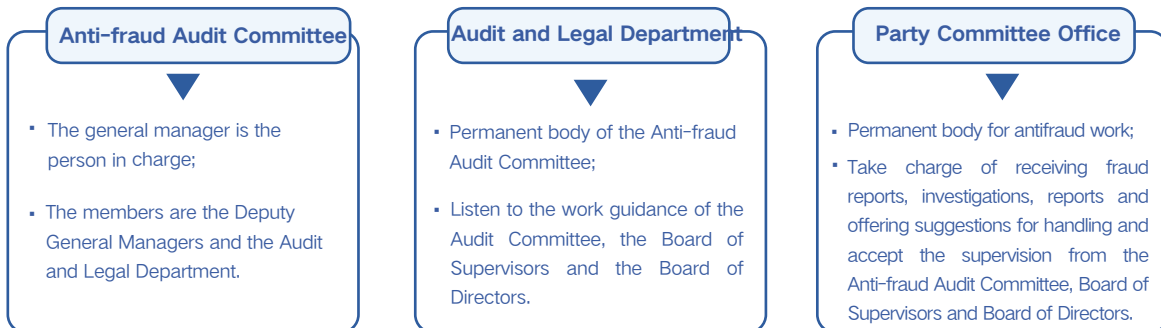 Anti-fraud Audit Committee
The general manager is the
person in charge;
The members are the Deputy
General Managers and the Audit
and Legal Department.
Audit and Legal Department
Permanent body of the Anti-fraud
Audit Committee;
Listen to the work guidance of the
Audit Committee, the Board of
Supervisors and the Board of
Directors.
Party Committee Office
Permanent body for antifraud work;
Take charge of receiving fraud
reports, investigations, reports and
offering suggestions for handling and
accept the supervision from the
Anti-fraud Audit Committee, Board of
Supervisors and Board of Directors.